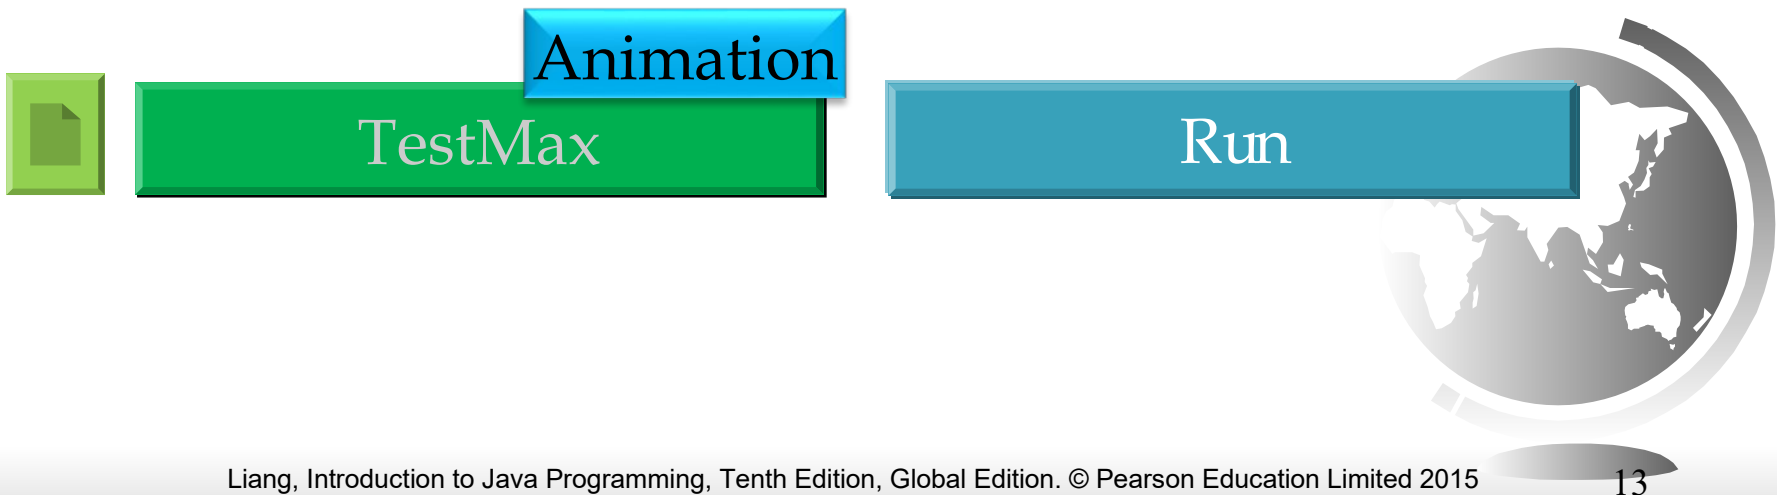 Animation
TestMax
Run
Liang, Introduction to Java Programming, Tenth Edition, Global Edition. © Pearson Education Limited 2015
13